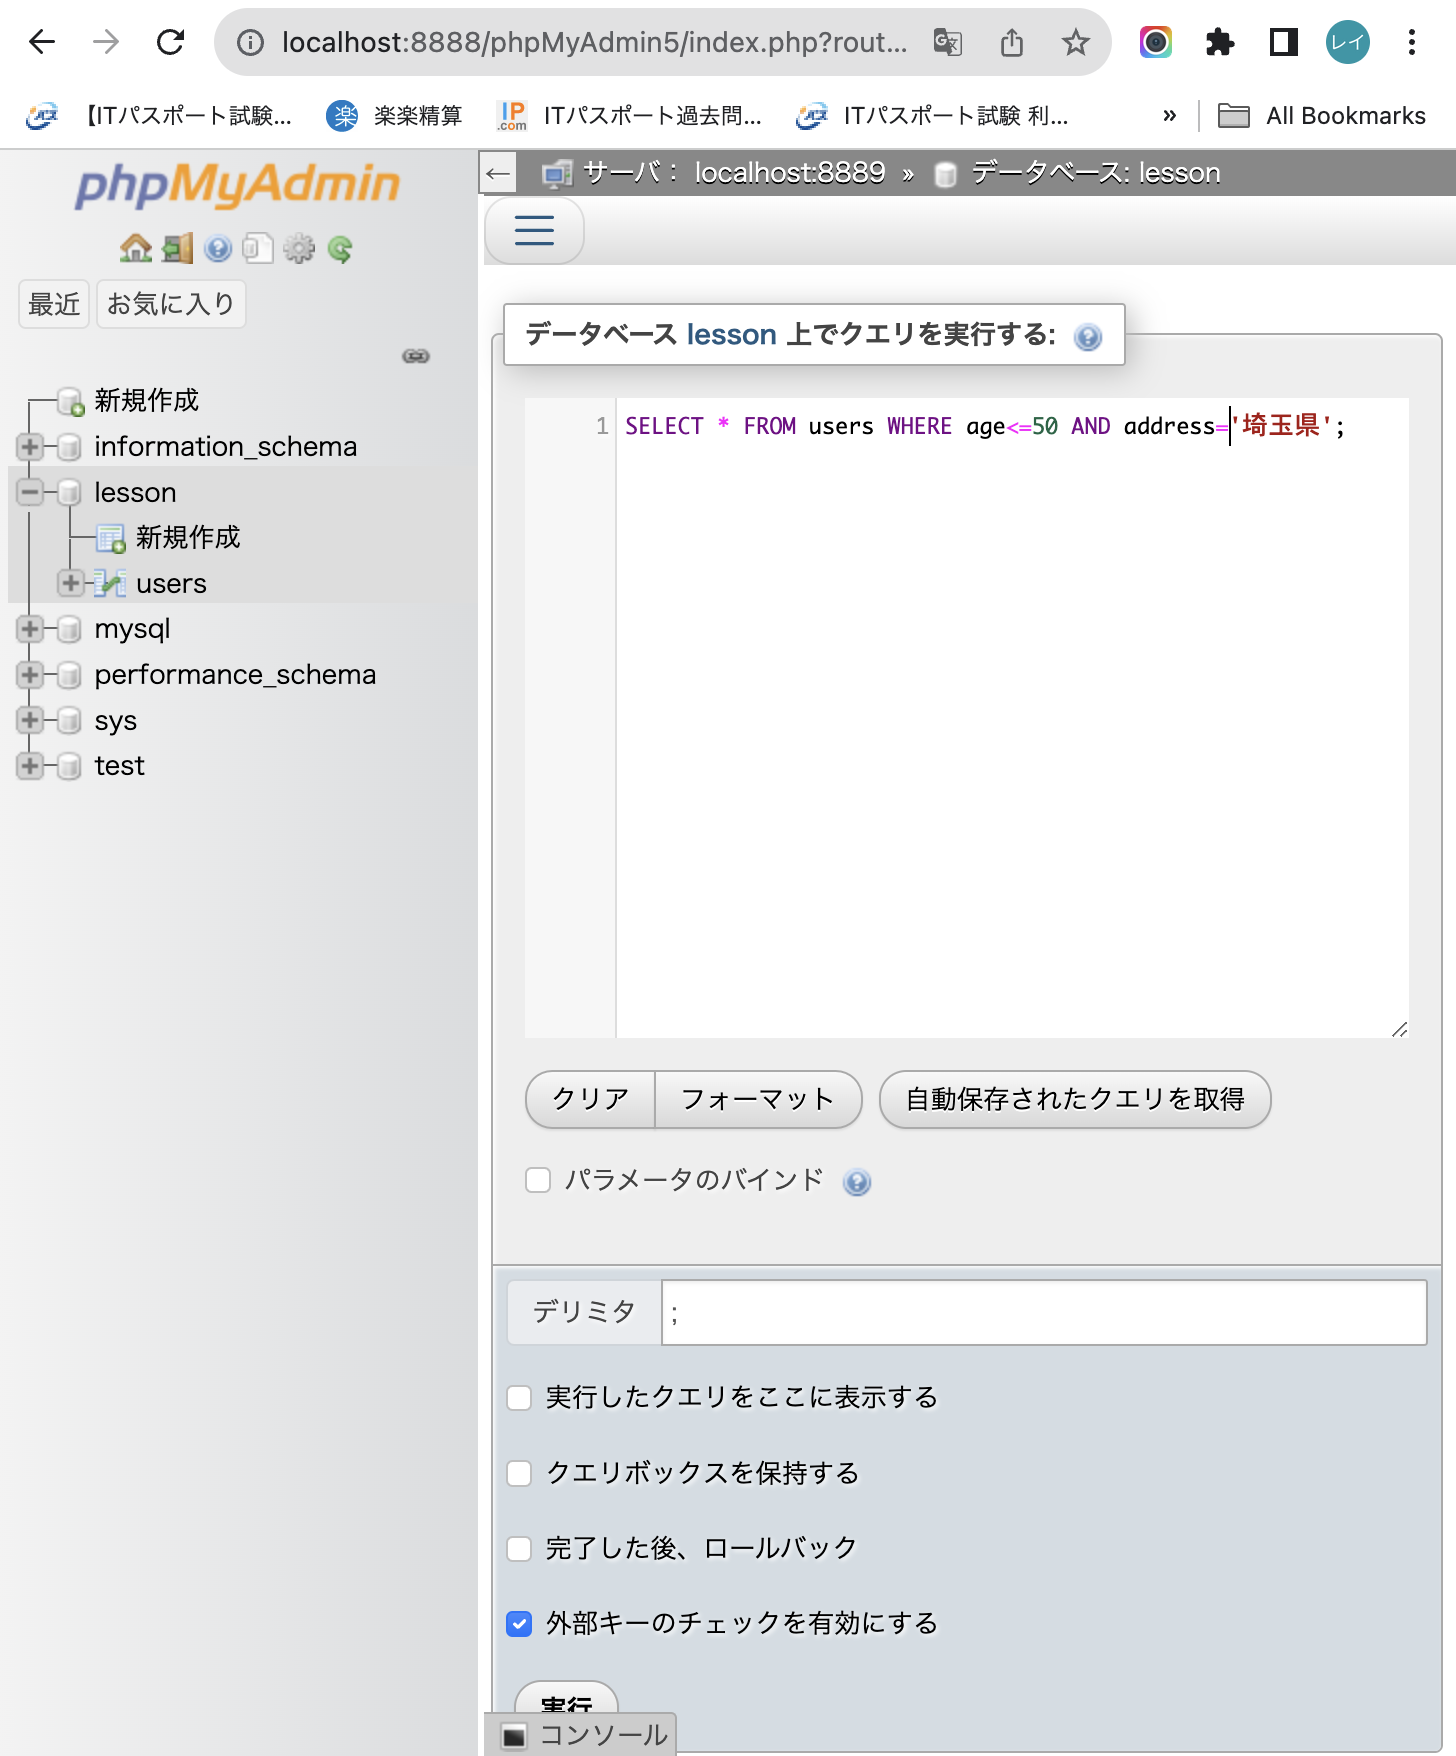 localhost:8888/phpMyAdmin5/index.php?rout...
レイ
【ITパスポート試験...
楽 楽楽精算
IP.com ITパスポート過去問...
ITパスポート試験 利...
»
All Bookmarks
phpMyAdmin
最近 お気に入り
新規作成
information_schema
lesson
新規作成
users
mysql
performance_schema
sys
test
← サーバ： localhost:8889 » データベース: lesson
データベース lesson 上でクエリを実行する:
1 SELECT * FROM users WHERE age<=50 AND address='埼玉県';
クリア フォーマット 自動保存されたクエリを取得
パラメータのバインド
デリミタ ;
実行したクエリをここに表示する
クエリボックスを保持する
完了した後、ロールバック
外部キーのチェックを有効にする
実行
コンソール